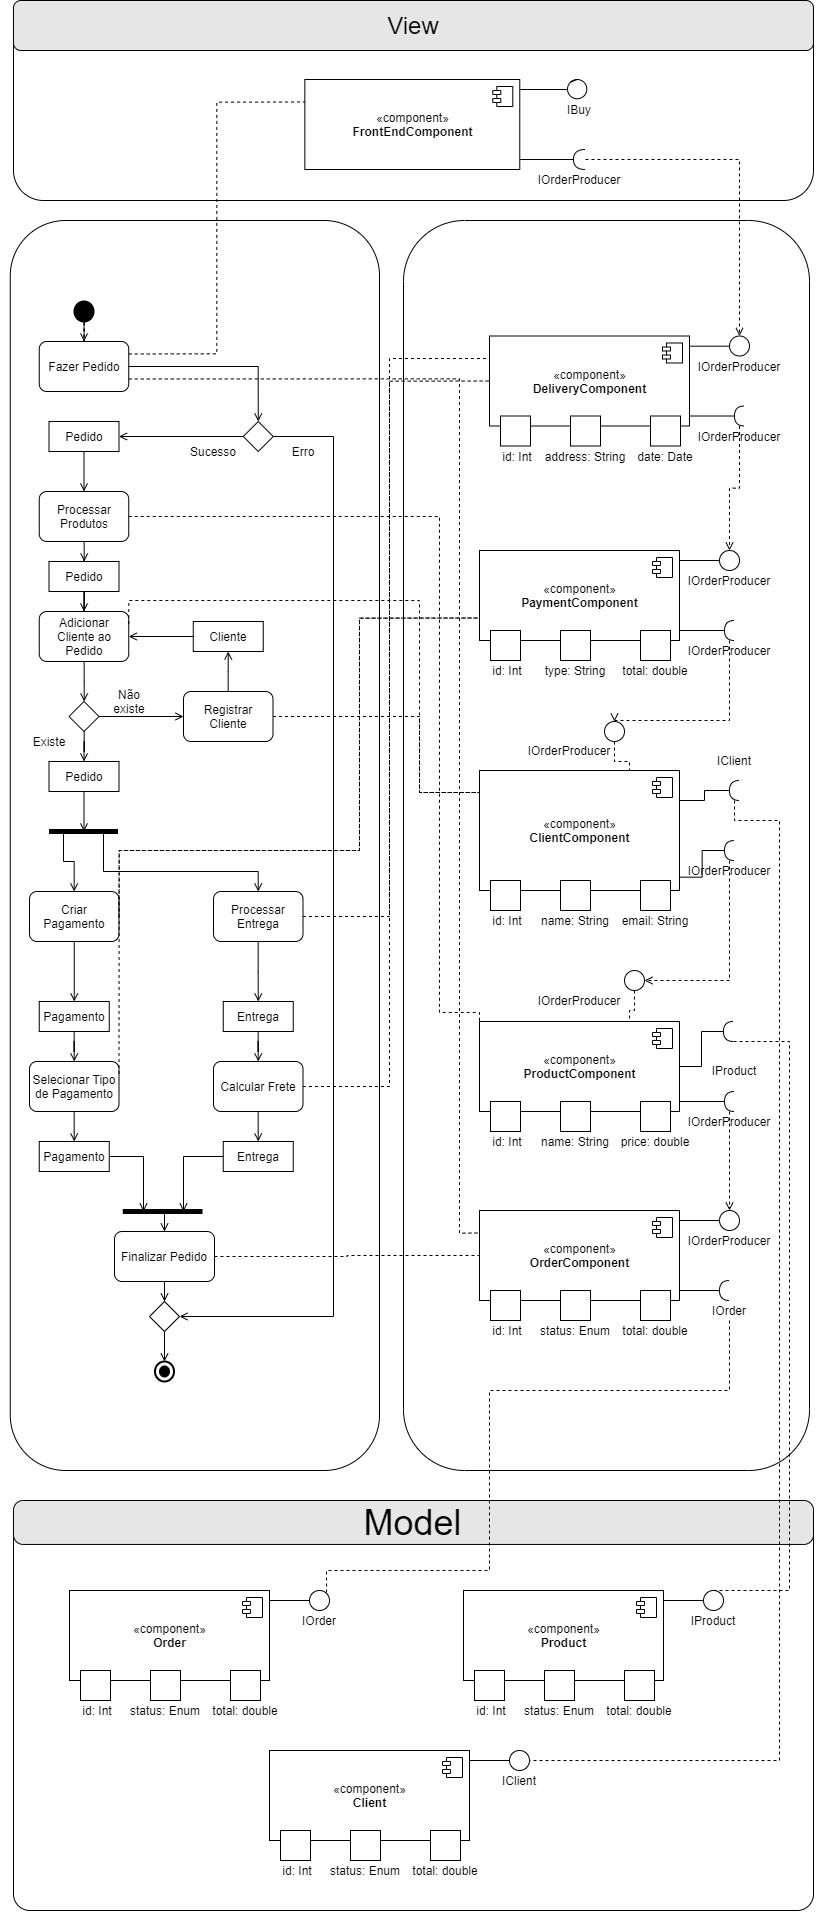 View
«component»
FrontEndComponent
IBuy
IOrderProducer
Fazer Pedido
Sucesso
Erro
Pedido
Processar
Produtos
Pedido
Adicionar
Cliente ao
Pedido
Cliente
Não
existe
Registrar
Cliente
Existe
Pedido
Criar
Pagamento
Processar
Entrega
Pagamento
Entrega
Selecionar Tipo
de Pagamento
Calcular Frete
Pagamento
Entrega
Finalizar Pedido
«component»
DeliveryComponent
IOrderProducer
IOrderProducer
id: Int
address: String
date: Date
«component»
PaymentComponent
IOrderProducer
IOrderProducer
id: Int
type: String
total: double
IOrderProducer
«component»
ClientComponent
IClient
IOrderProducer
id: Int
name: String
email: String
IOrderProducer
«component»
ProductComponent
IProduct
IOrderProducer
id: Int
name: String
price: double
«component»
OrderComponent
IOrderProducer
IOrder
id: Int
status: Enum
total: double
Model
«component»
Order
IOrder
id: Int
status: Enum
total: double
«component»
Product
IProduct
id: Int
status: Enum
total: double
«component»
Client
IClient
id: Int
status: Enum
total: double